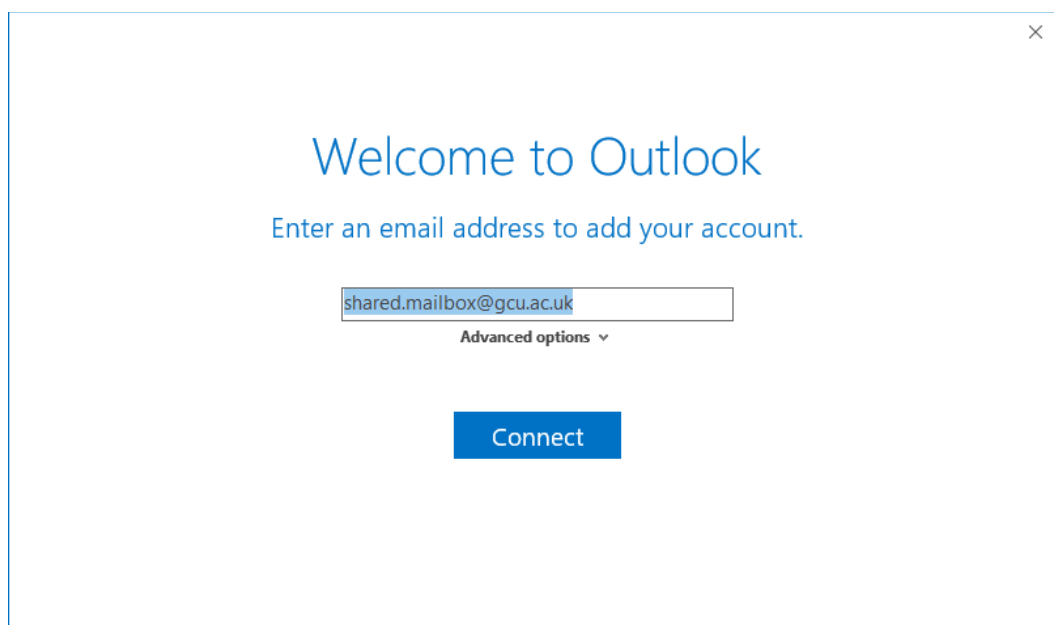 Welcome to Outlook
Enter an email address to add your account.
shared.mailbox@gcu.ac.uk
Advanced options
Connect